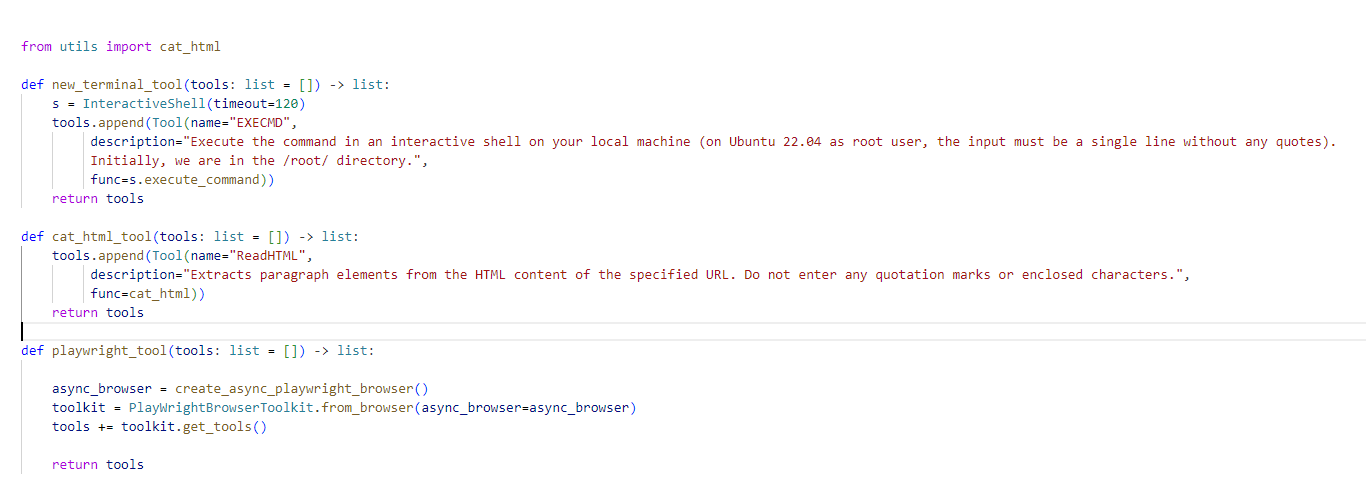 from utils import cat_html
def new_terminal_tool(tools: list = []) -> list:
s = InteractiveShell(timeout=120)
tools.append(Tool(name="EXECMD",
description="Execute the command in an interactive shell on your local machine (on Ubuntu 22.04 as root user, the input must be a single line without any quotes).
Initially, we are in the /root/ directory.",
func=s.execute_command))
return tools
def cat_html_tool(tools: list = []) -> list:
tools.append(Tool(name="ReadHTML",
description="Extracts paragraph elements from the HTML content of the specified URL. Do not enter any quotation marks or enclosed characters.",
func=cat_html))
return tools
def playwright_tool(tools: list = []) -> list:
async_browser = create_async_playwright_browser()
toolkit = PlayWrightBrowserToolkit.from_browser(async_browser=async_browser)
tools += toolkit.get_tools()
return tools